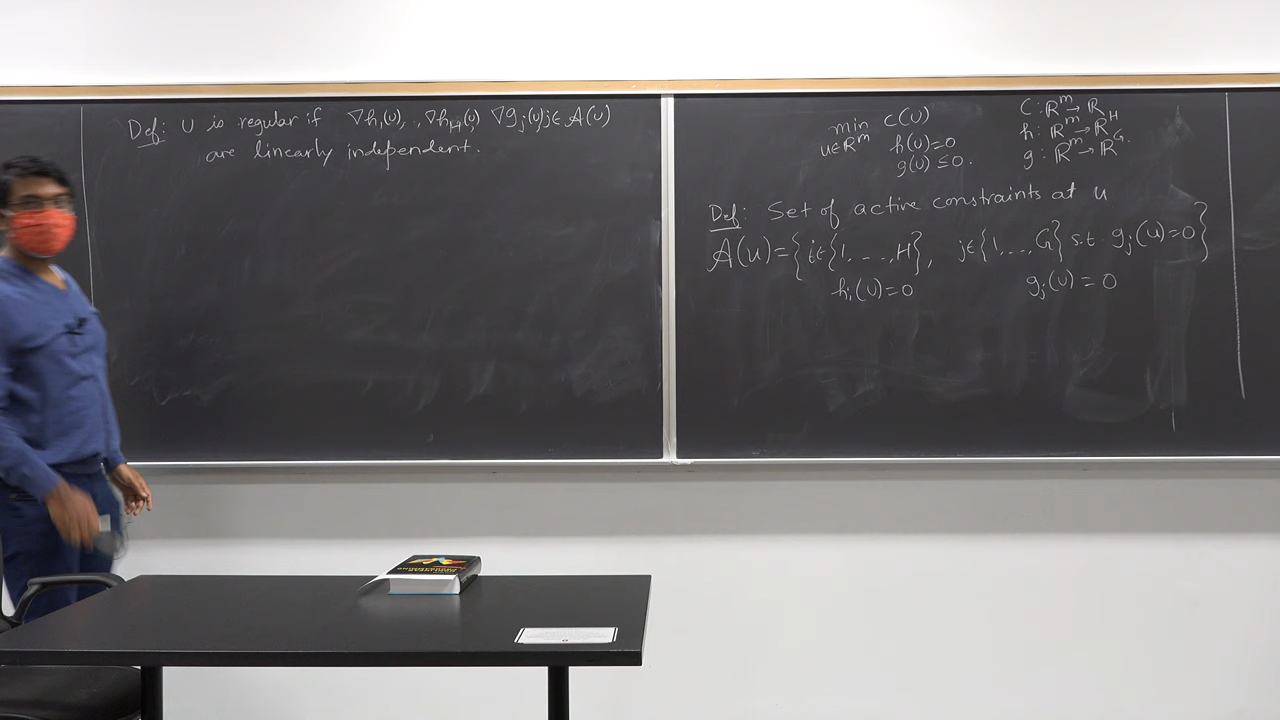 Def: U is regular if ∇h₁(U), .., ∇h_H(U) ∇g_j(U) j∈A(U)
are linearly independent.
min C(U)
U∈ℝᵐ h(U)=0
g(U) ≤ 0.
C: ℝᵐ→ℝ
h: ℝᵐ→ℝᴴ
g: ℝᵐ→ℝᴳ.
Def: Set of active constraints at u
A(u)={i∈{1, ..., H}, j∈{1, ..., G} s.t. g_j(u)=0}
h_i(U)=0 g_j(U)=0